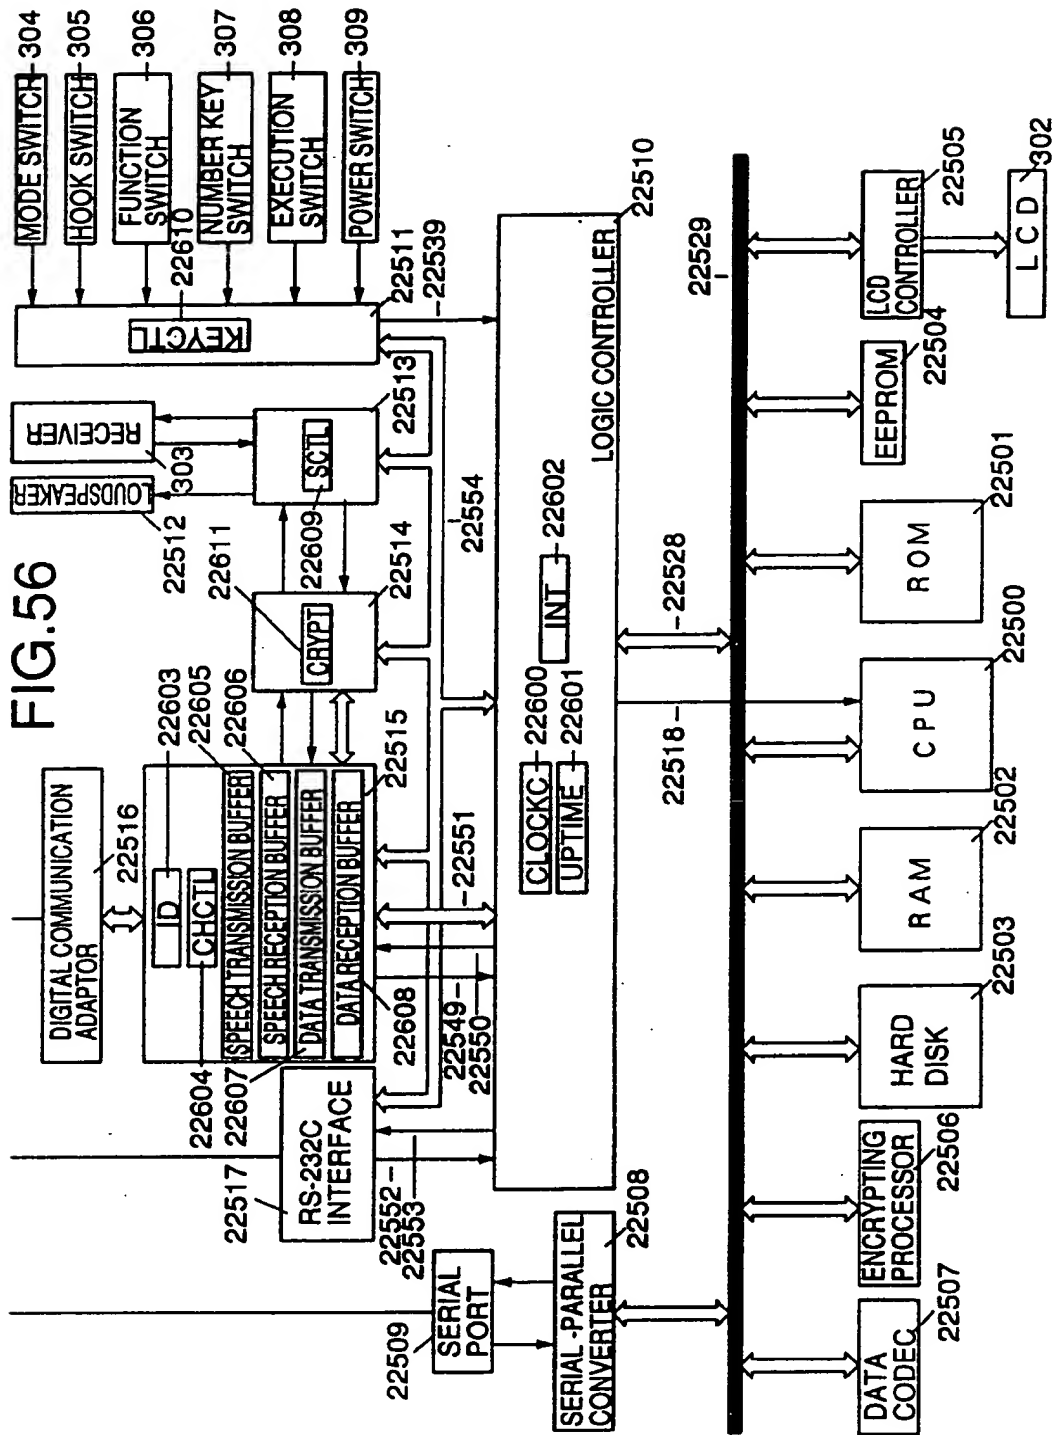 FIG.56
DIGITAL COMMUNICATION
ADAPTOR
22516
ID
22603
CHCTL
22604
SPEECH TRANSMISSION BUFFER
22605
SPEECH RECEPTION BUFFER
22606
DATA TRANSMISSION BUFFER
22607
DATA RECEPTION BUFFER
22608
22515
RS-232C
INTERFACE
22517
22552
22553
22549
22550
22551
CRYPT
22611
22514
LOUDSPEAKER
22512
RECEIVER
303
SCTL
22609
22513
KEYCTL
22610
22511
MODE SWITCH
304
HOOK SWITCH
305
FUNCTION
SWITCH
306
NUMBER KEY
SWITCH
307
EXECUTION
SWITCH
308
POWER SWITCH
309
22539
22554
LOGIC CONTROLLER
22510
CLOCKC
22600
UPTIME
22601
INT
22602
SERIAL
PORT
22509
SERIAL-PARALLEL
CONVERTER
22508
22518
22528
22529
DATA
CODEC
22507
ENCRYPTING
PROCESSOR
22506
HARD
DISK
22503
RAM
22502
CPU
22500
ROM
22501
EEPROM
22504
LCD
CONTROLLER
22505
LCD
302